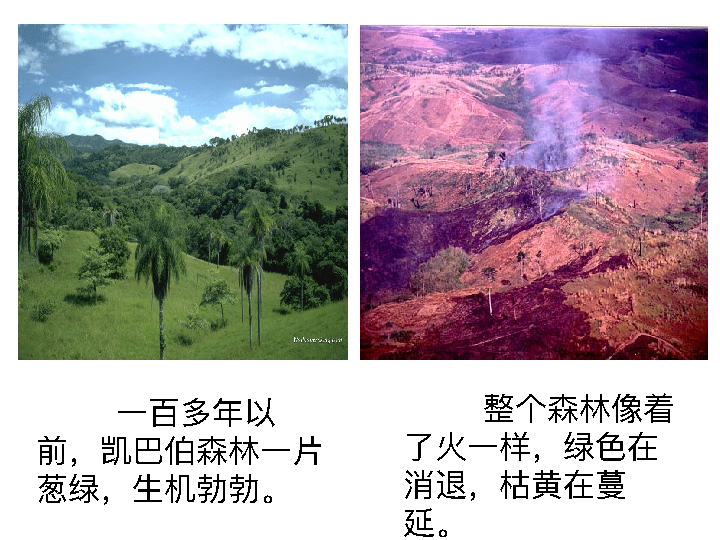 一百多年以
前，凯巴伯森林一片
葱绿，生机勃勃。
整个森林像着
了火一样，绿色在
消退，枯黄在蔓
延。